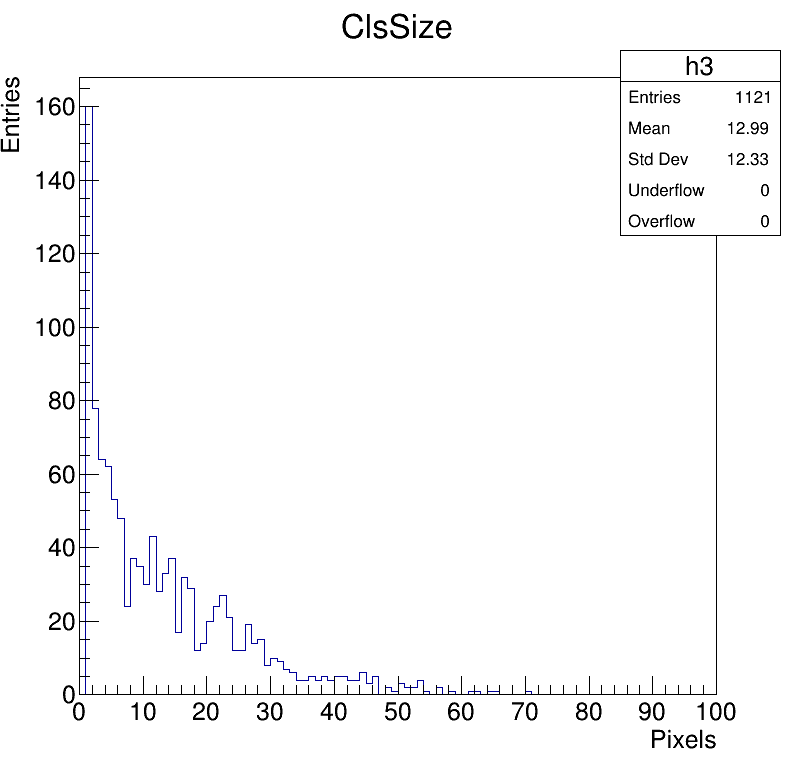 ClsSize
h3
Entries 1121
Mean 12.99
Std Dev 12.33
Underflow 0
Overflow 0
Entries
160
140
120
100
80
60
40
20
0
0 10 20 30 40 50 60 70 80 90 100
Pixels